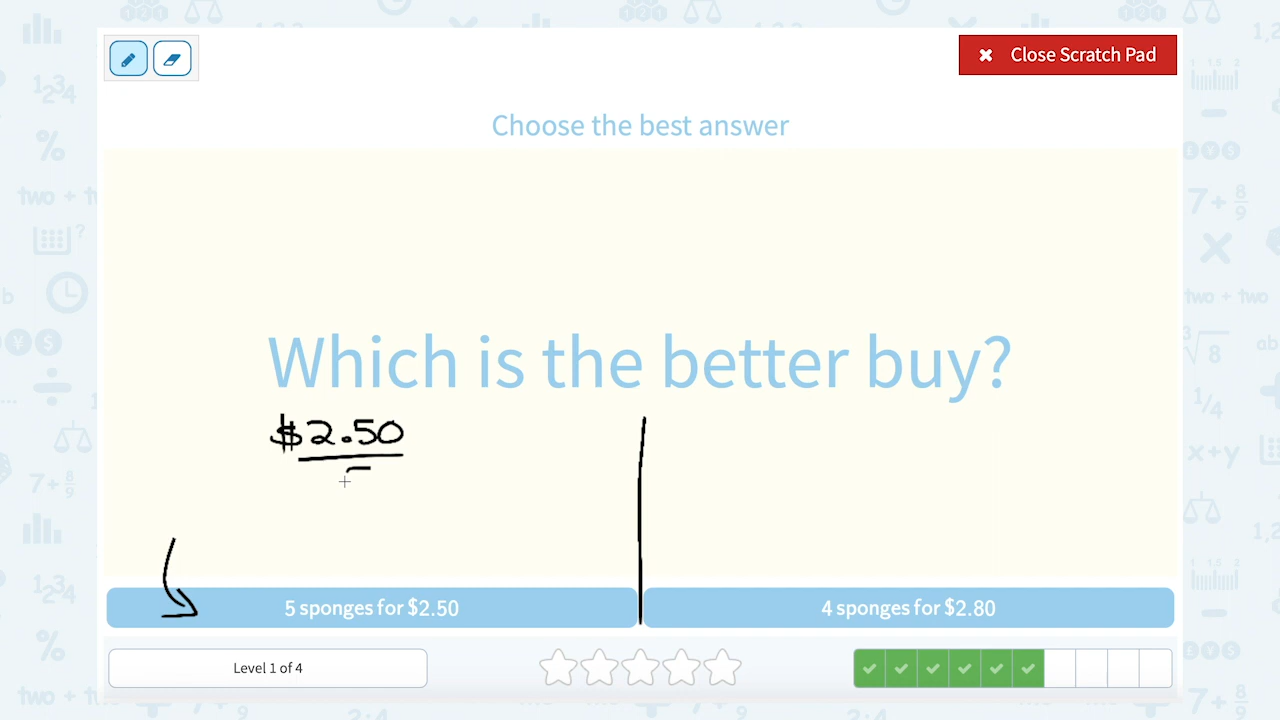 Close Scratch Pad
Choose the best answer
Which is the better buy?
$2.50
5 sponges for $2.50
4 sponges for $2.80
Level 1 of 4